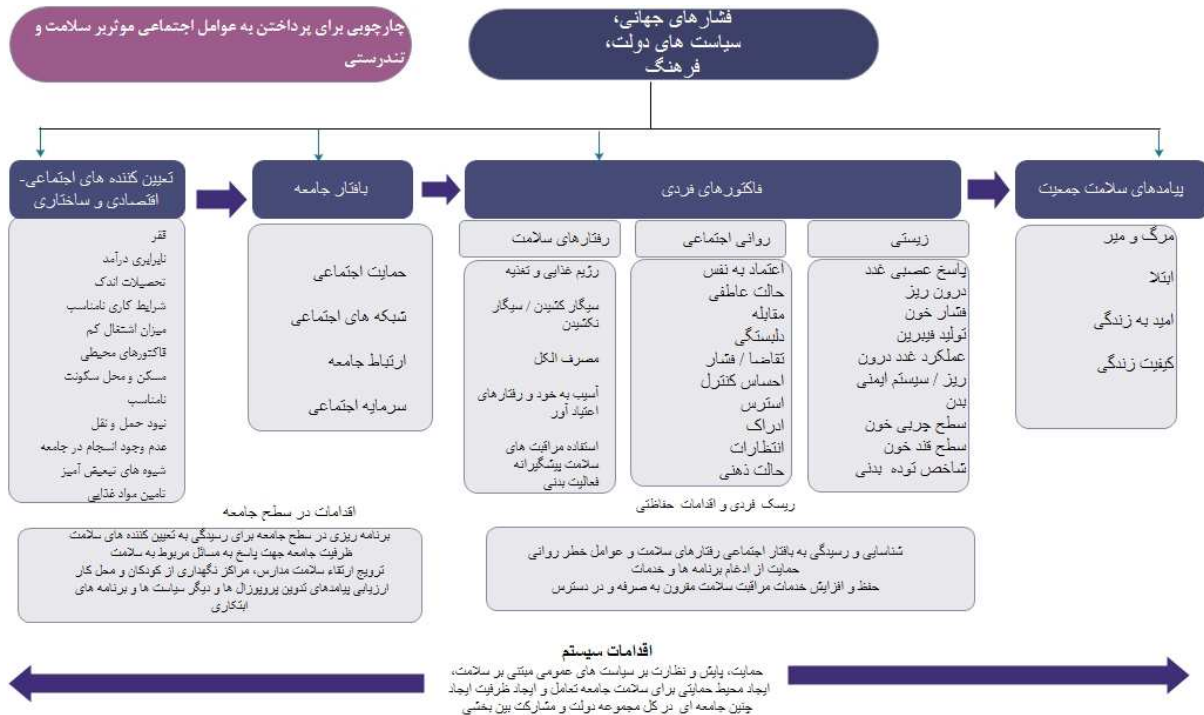 چارچوبی برای پرداختن به عوامل اجتماعی موثربر سلامت و
تندرستی
فشارهای جهانی،
سیاست های دولت،
فرهنگ
تعیین کننده های اجتماعی-
اقتصادی و ساختاری
بافتار جامعه
فاکتورهای فردی
پیامدهای سلامت جمعیت
فقر
نابرابری درآمد
تحصیلات اندک
شرایط کاری نامناسب
میزان اشتغال کم
فاکتورهای محیطی
مسکن و محل سکونت
نامناسب
نبود حمل و نقل
عدم وجود انسجام در جامعه
شیوه های تبعیض آمیز
تامین مواد غذایی
حمایت اجتماعی
شبکه های اجتماعی
ارتباط جامعه
سرمایه اجتماعی
رفتارهای سلامت
رژیم غذایی و تغذیه
سیگار کشیدن / سیگار
نکشیدن
مصرف الکل
آسیب به خود و رفتارهای
اعتیاد آور
استفاده مراقبت های
سلامت پیشگیرانه
فعالیت بدنی
روانی اجتماعی
اعتماد به نفس
حالت عاطفی
مقابله
دلبستگی
تقاضا / فشار
احساس کنترل
استرس
ادراک
انتظارات
حالت ذهنی
زیستی
پاسخ عصبی غدد
درون ریز
فشار خون
تولید فیبرین
عملکرد غدد درون
ریز / سیستم ایمنی
بدن
سطح چربی خون
سطح قند خون
شاخص توده بدنی
مرگ و میر
ابتلا
امید به زندگی
کیفیت زندگی
اقدامات در سطح جامعه
برنامه ریزی در سطح جامعه برای رسیدگی به تعیین کننده های سلامت
ظرفیت جامعه جهت پاسخ به مسائل مربوط به سلامت
ترویج ارتقاء سلامت مدارس، مراکز نگهداری از کودکان و محل کار
ارزیابی پیامدهای تدوین پروپوزال ها و دیگر سیاست ها و برنامه های
ابتکاری
ریسک فردی و اقدامات حفاظتی
شناسایی و رسیدگی به بافتار اجتماعی رفتارهای سلامت و عوامل خطر روانی
حمایت از ادغام برنامه ها و خدمات
حفظ و افزایش خدمات مراقبت سلامت مقرون به صرفه و در دسترس
اقدامات سیستم
حمایت، پایش و نظارت بر سیاست های عمومی مبتنی بر سلامت،
ایجاد محیط حمایتی برای سلامت جامعه تعامل و ایجاد ظرفیت ایجاد
چنین جامعه ای در کل مجموعه دولت و مشارکت بین بخشی